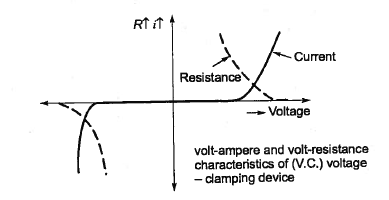 R↑ i↑
Current
Resistance
→ Voltage
volt-ampere and volt-resistance
characteristics of (V.C.) voltage
– clamping device